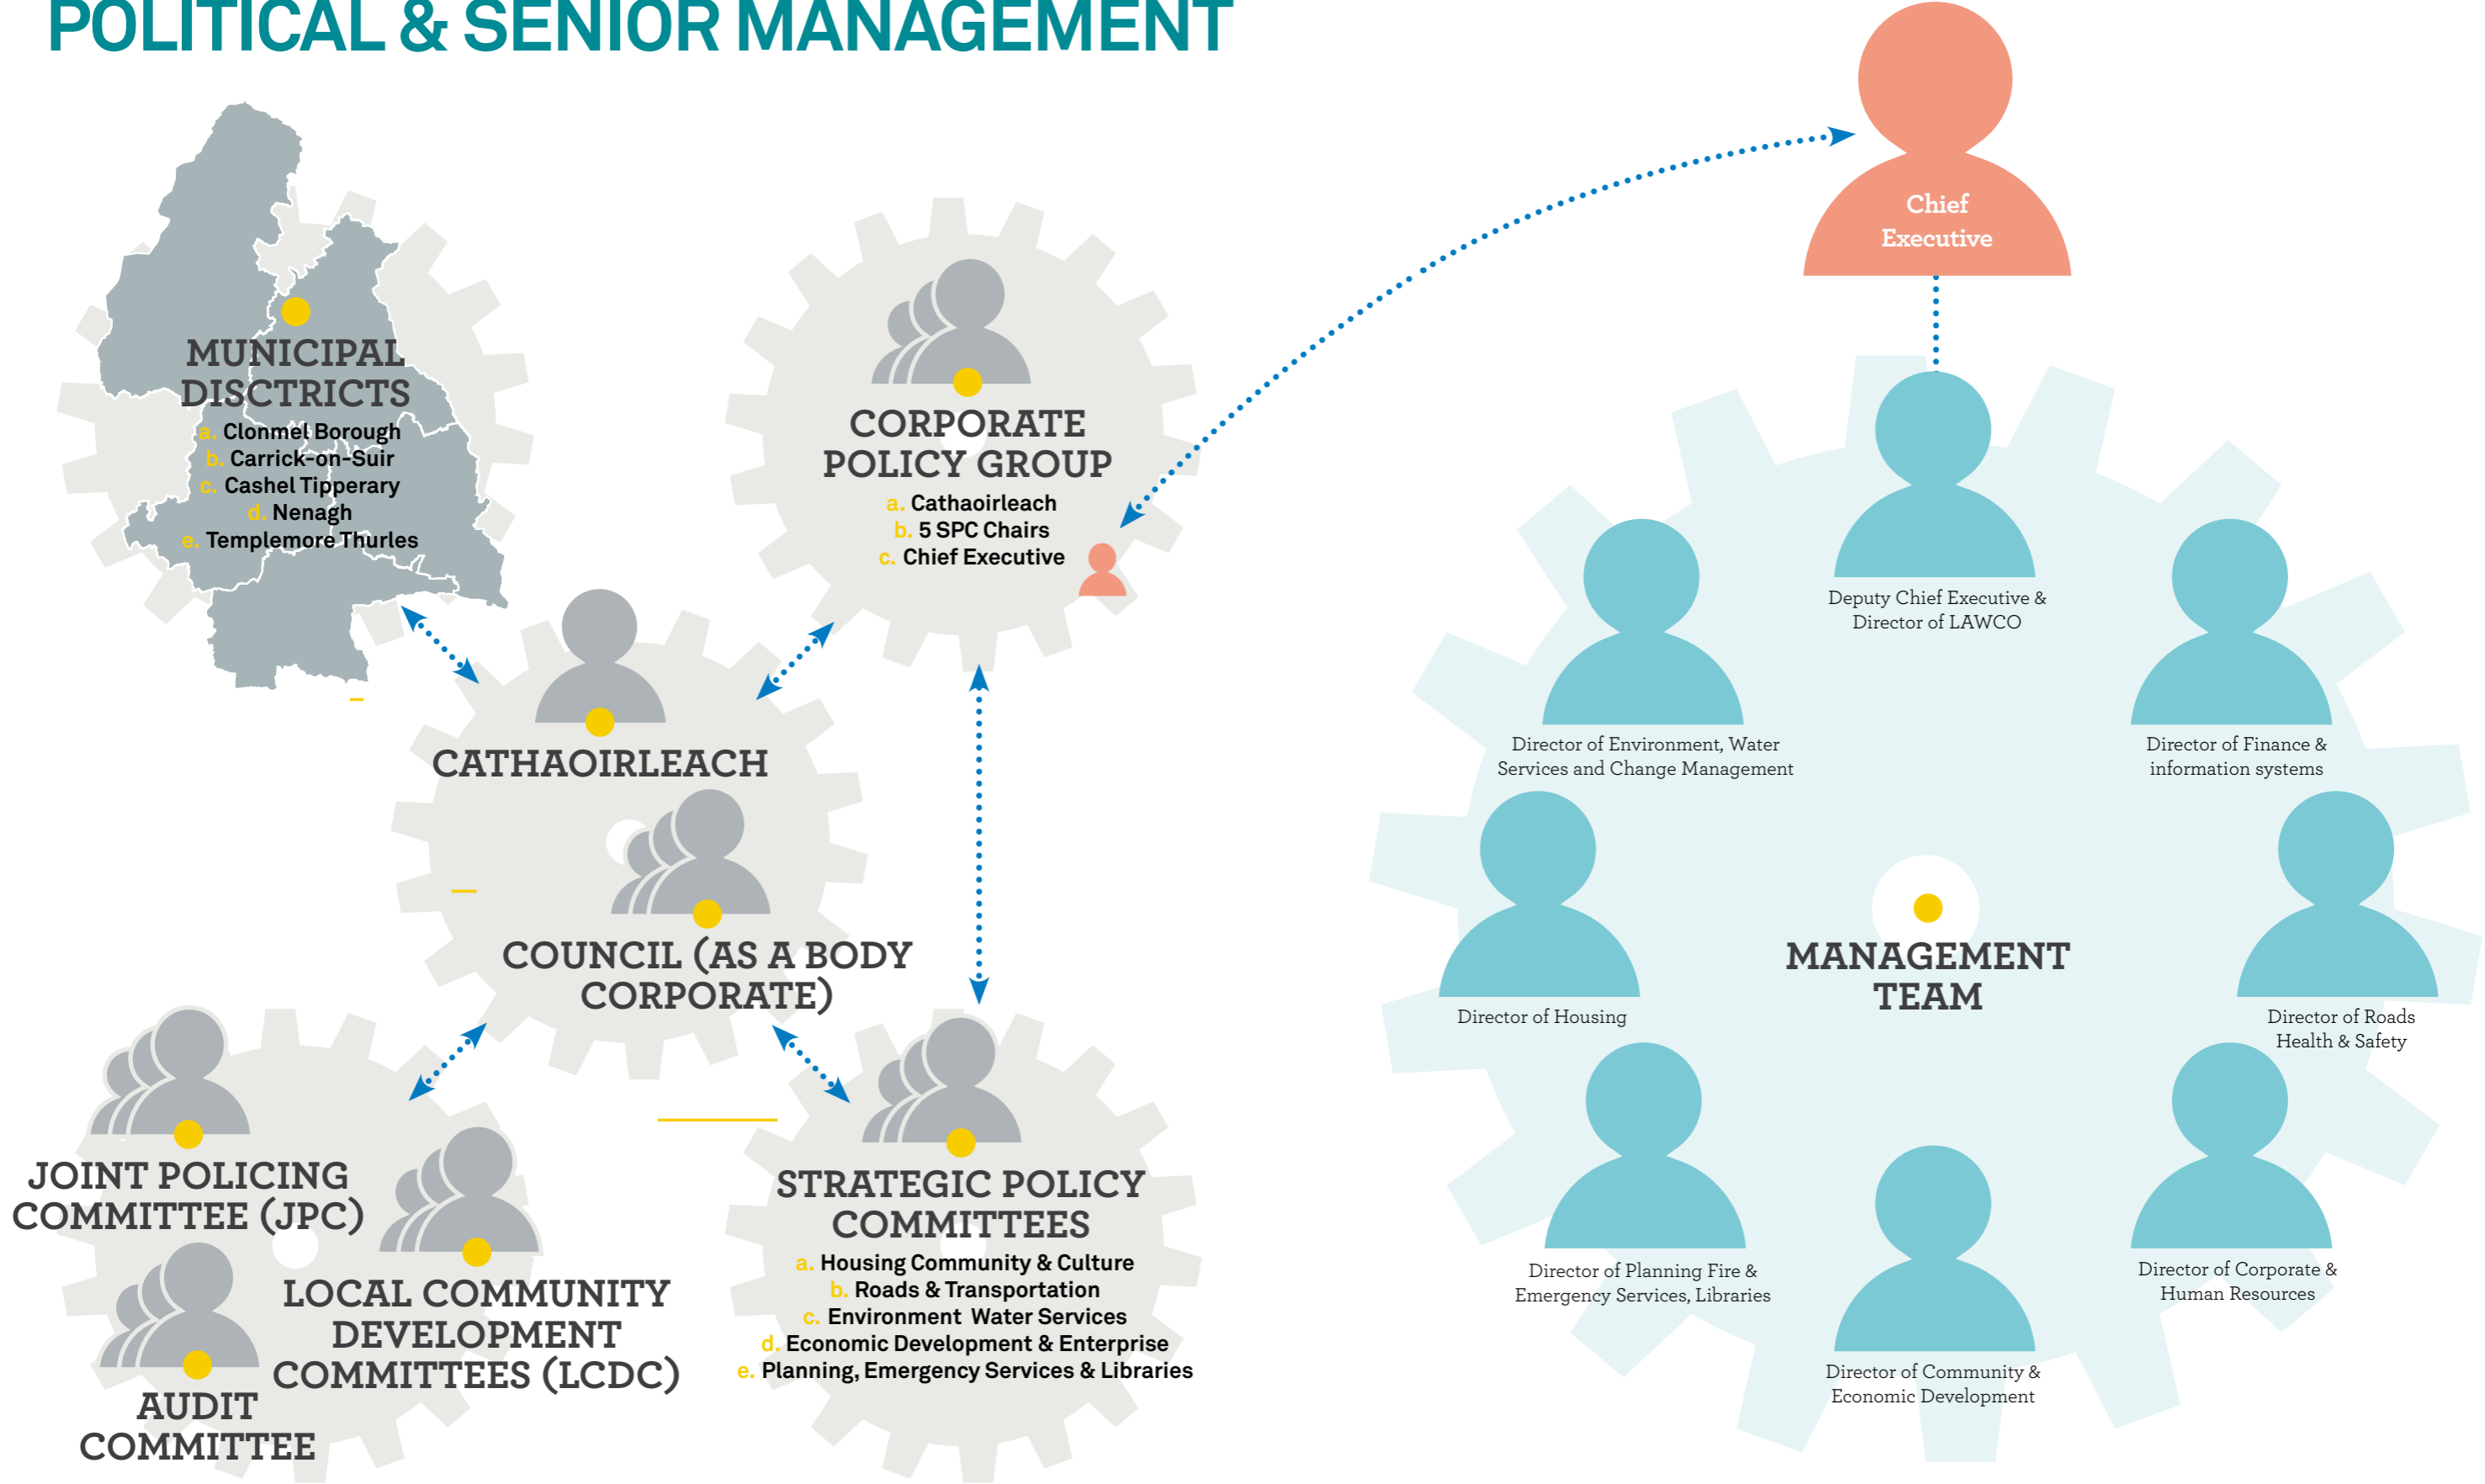 POLITICAL & SENIOR MANAGEMENT
MUNICIPAL
DISCTRICTS
a. Clonmel Borough
b. Carrick-on-Suir
c. Cashel Tipperary
d. Nenagh
e. Templemore Thurles
CORPORATE
POLICY GROUP
a. Cathaoirleach
b. 5 SPC Chairs
c. Chief Executive
CATHAOIRLEACH
COUNCIL (AS A BODY
CORPORATE)
JOINT POLICING
COMMITTEE (JPC)
LOCAL COMMUNITY
DEVELOPMENT
COMMITTEES (LCDC)
AUDIT
COMMITTEE
STRATEGIC POLICY
COMMITTEES
a. Housing Community & Culture
b. Roads & Transportation
c. Environment Water Services
d. Economic Development & Enterprise
e. Planning, Emergency Services & Libraries
Chief
Executive
Deputy Chief Executive &
Director of LAWCO
Director of Environment, Water
Services and Change Management
Director of Finance &
information systems
Director of Housing
MANAGEMENT
TEAM
Director of Roads
Health & Safety
Director of Planning Fire &
Emergency Services, Libraries
Director of Corporate &
Human Resources
Director of Community &
Economic Development